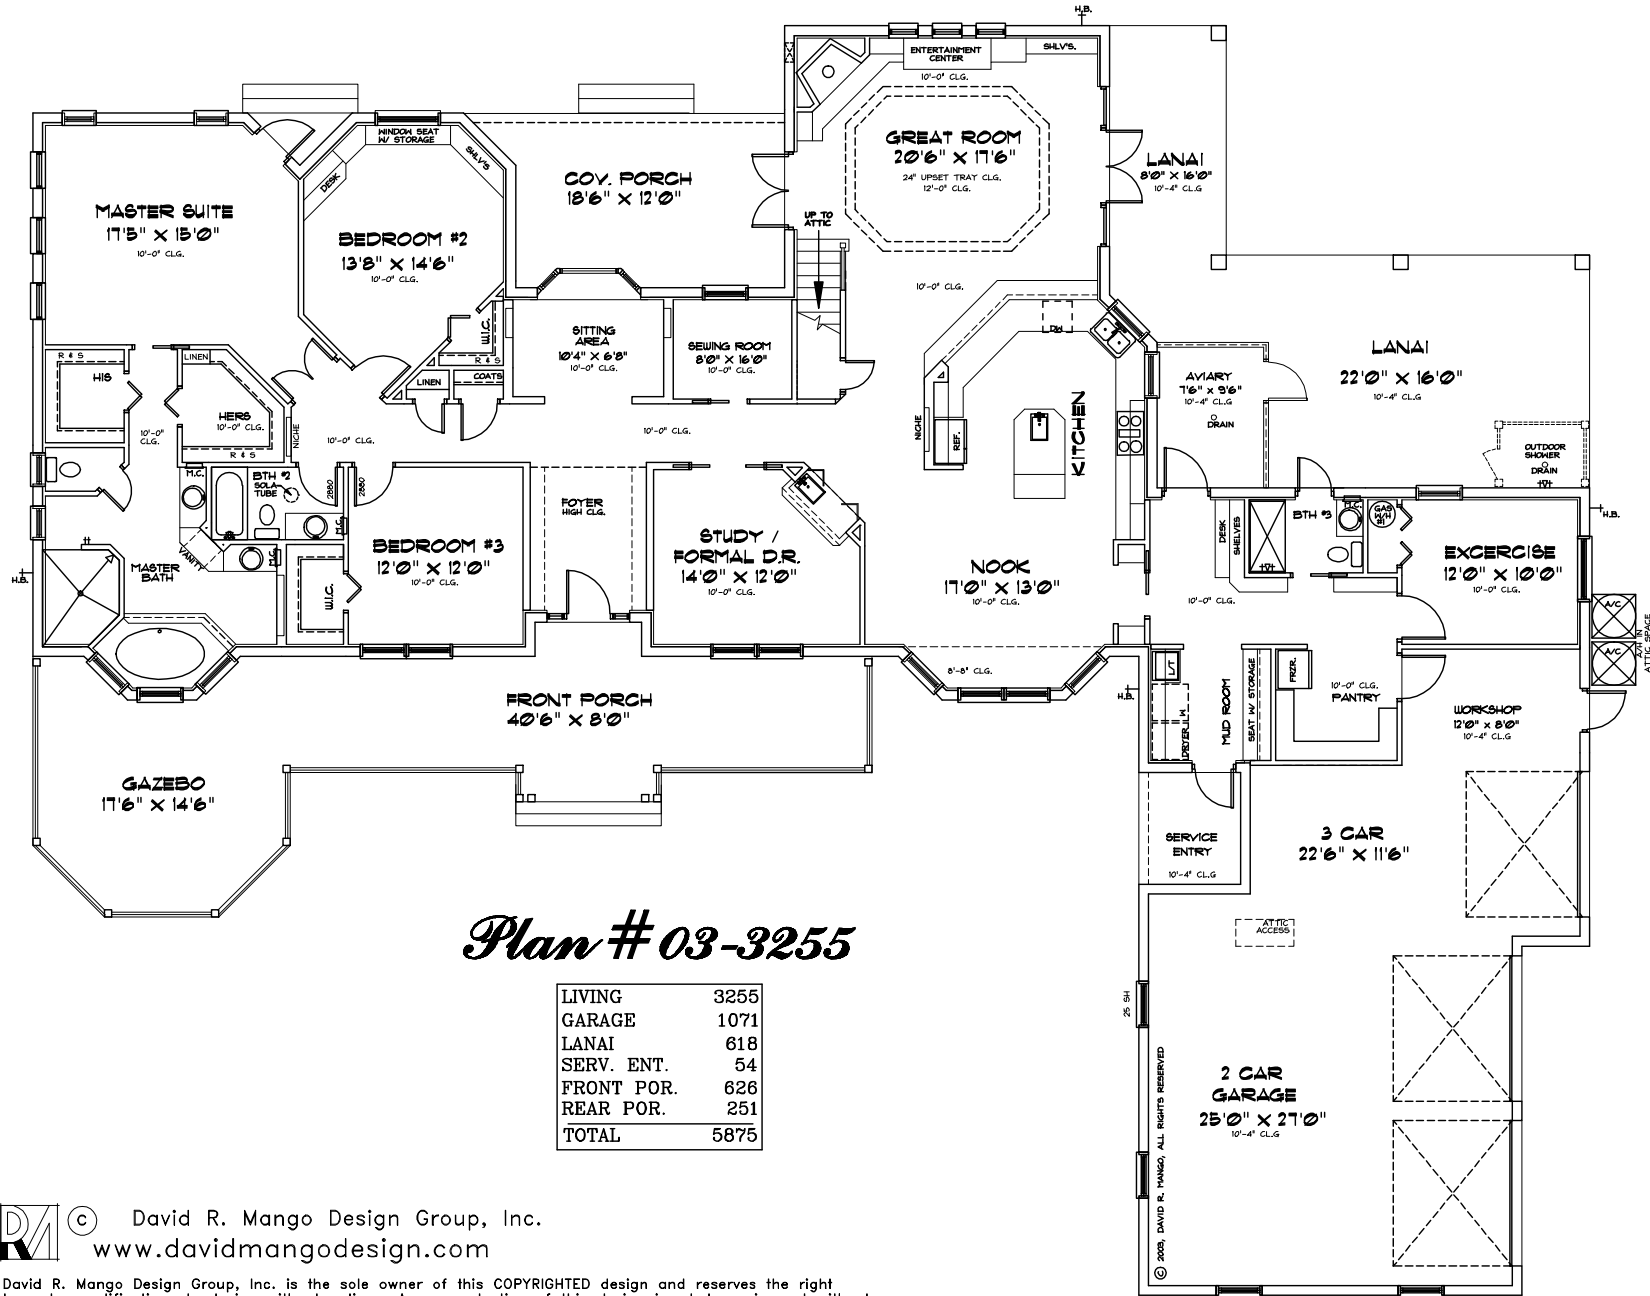 H.B.
ENTERTAINMENT
CENTER
SHLV'S.
10'-0" CLG.
GREAT ROOM
20'6" X 17'6"
24" UPSET TRAY CLG.
12'-0" CLG.
LANAI
8'0" X 16'0"
10'-4" CL.G
WINDOW SEAT
W/ STORAGE
SHLV'S
DESK
COV. PORCH
18'6" X 12'0"
MASTER SUITE
17'5" X 15'0"
10'-0" CLG.
BEDROOM #2
13'8" X 14'6"
10'-0" CLG.
UP TO
ATTIC
10'-0" CLG.
SITTING
AREA
10'4" X 6'8"
10'-0" CLG.
SEWING ROOM
8'0" X 16'0"
10'-0" CLG.
W.I.C.
R & S
LINEN
COATS
R & S
HIS
LINEN
HERS
10'-0" CLG.
R & S
10'-0"
CLG.
NICHE
10'-0" CLG.
10'-0" CLG.
DW
NICHE
REF.
KITCHEN
AVIARY
7'6" X 9'6"
10'-4" CL.G
DRAIN
LANAI
22'0" X 16'0"
10'-4" CL.G
OUTDOOR
SHOWER
DRAIN
H.B.
M.C.
BTH #2
SOLA-
TUBE
2880
2880
M.C.
M.C.
VANITY
MASTER
BATH
H.B.
W.I.C.
BEDROOM #3
12'0" X 12'0"
10'-0" CLG.
FOYER
HIGH CLG.
STUDY /
FORMAL D.R.
14'0" X 12'0"
10'-0" CLG.
NOOK
17'0" X 13'0"
10'-0" CLG.
8'-8" CLG.
DESK
SHELVES
BTH #3
M.C.
GAS
W/H
#1
10'-0" CLG.
EXCERCISE
12'0" X 10'0"
10'-0" CLG.
A/C
A/C
A/H IN
ATTIC SPACE
H.B.
L/T
W
DRYER
MUD ROOM
SEAT W/ STORAGE
FRZR.
10'-0" CLG.
PANTRY
WORKSHOP
12'0" X 8'0"
10'-4" CL.G
FRONT PORCH
40'6" X 8'0"
GAZEBO
17'6" X 14'6"
SERVICE
ENTRY
10'-4" CL.G
3 CAR
22'6" X 11'6"
ATTIC
ACCESS
25 SH
2 CAR
GARAGE
25'0" X 27'0"
10'-4" CL.G
© 2003, DAVID R. MANGO, ALL RIGHTS RESERVED
Plan # 03-3255
LIVING 3255
GARAGE 1071
LANAI 618
SERV. ENT. 54
FRONT POR. 626
REAR POR. 251
TOTAL 5875
© David R. Mango Design Group, Inc.
www.davidmangodesign.com
David R. Mango Design Group, Inc. is the sole owner of this COPYRIGHTED design and reserves the right